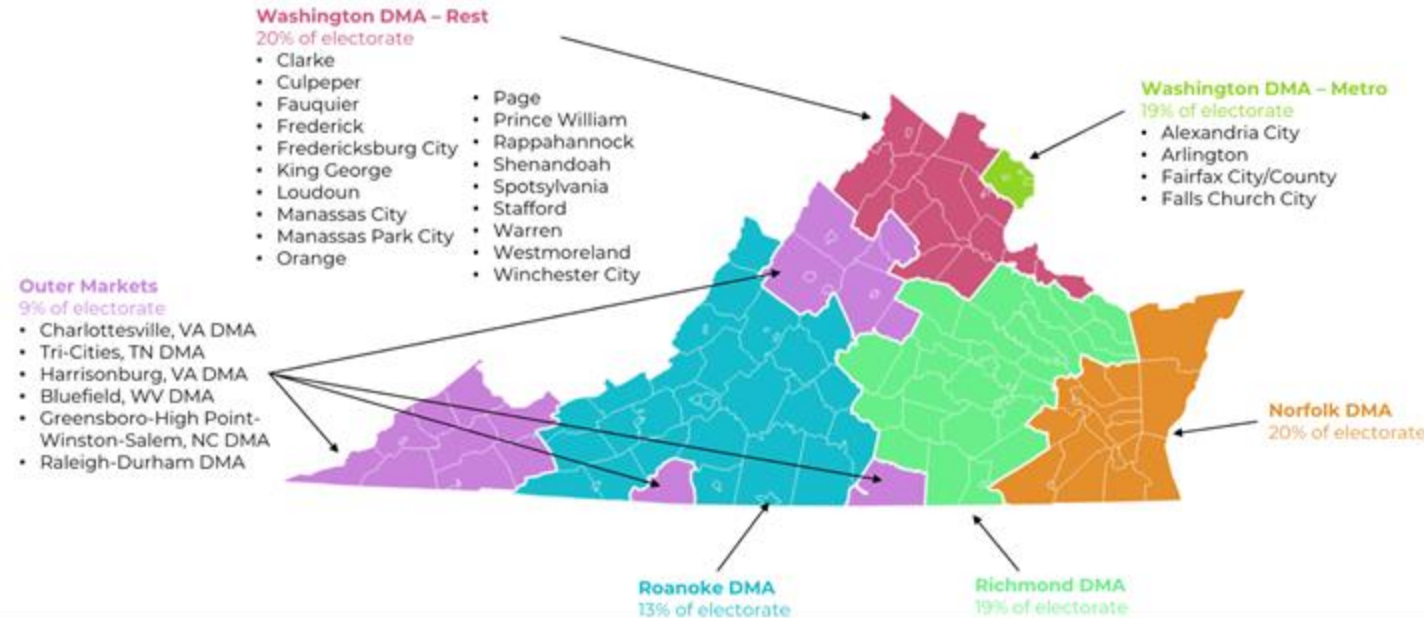 Washington DMA – Rest
20% of electorate
• Clarke
• Culpeper
• Fauquier
• Frederick
• Fredericksburg City
• King George
• Loudoun
• Manassas City
• Manassas Park City
• Orange
• Page
• Prince William
• Rappahannock
• Shenandoah
• Spotsylvania
• Stafford
• Warren
• Westmoreland
• Winchester City
Washington DMA – Metro
19% of electorate
• Alexandria City
• Arlington
• Fairfax City/County
• Falls Church City
Outer Markets
9% of electorate
• Charlottesville, VA DMA
• Tri-Cities, TN DMA
• Harrisonburg, VA DMA
• Bluefield, WV DMA
• Greensboro-High Point-
Winston-Salem, NC DMA
• Raleigh-Durham DMA
Norfolk DMA
20% of electorate
Roanoke DMA
13% of electorate
Richmond DMA
19% of electorate